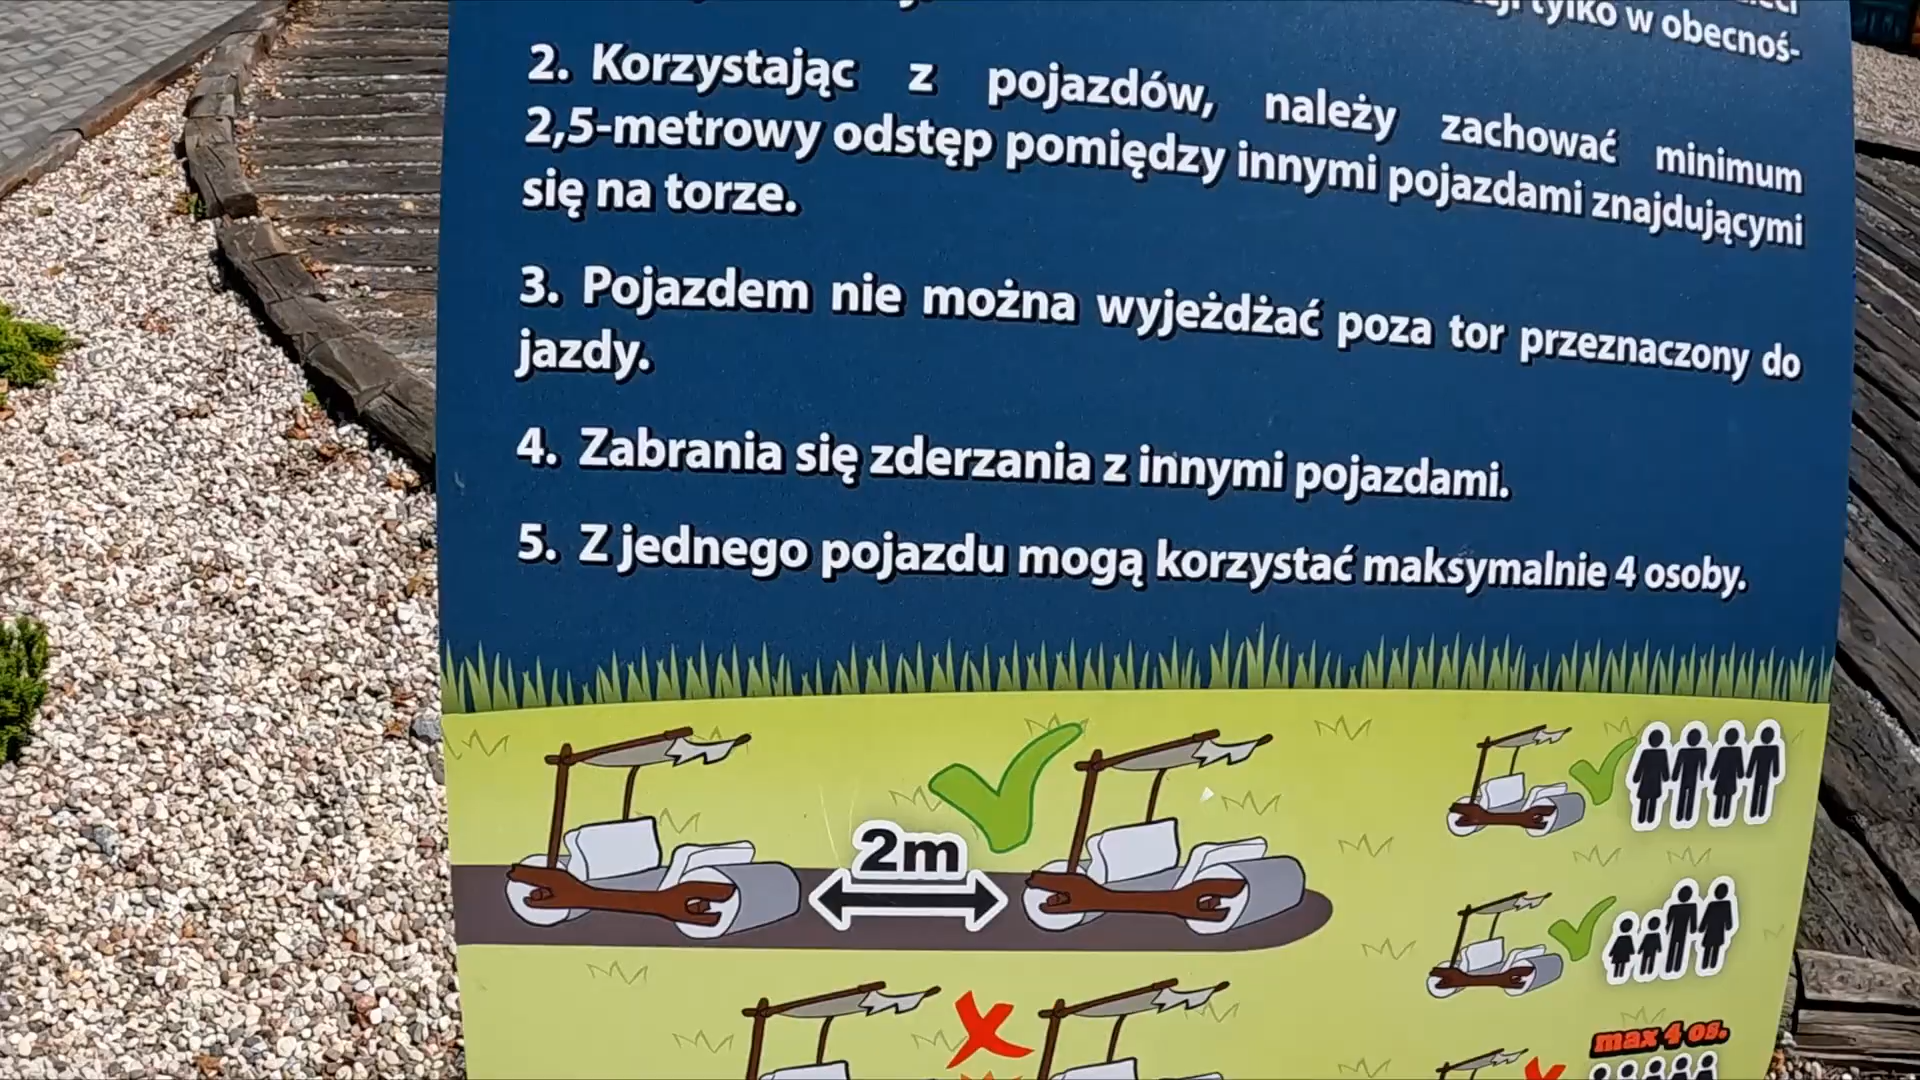 tylko w obecnoś-
2. Korzystając z pojazdów, należy zachować minimum
2,5-metrowy odstęp pomiędzy innymi pojazdami znajdującymi
się na torze.
3. Pojazdem nie można wyjeżdżać poza tor przeznaczony do
jazdy.
4. Zabrania się zderzania z innymi pojazdami.
5. Z jednego pojazdu mogą korzystać maksymalnie 4 osoby.
2m
max 4 os.